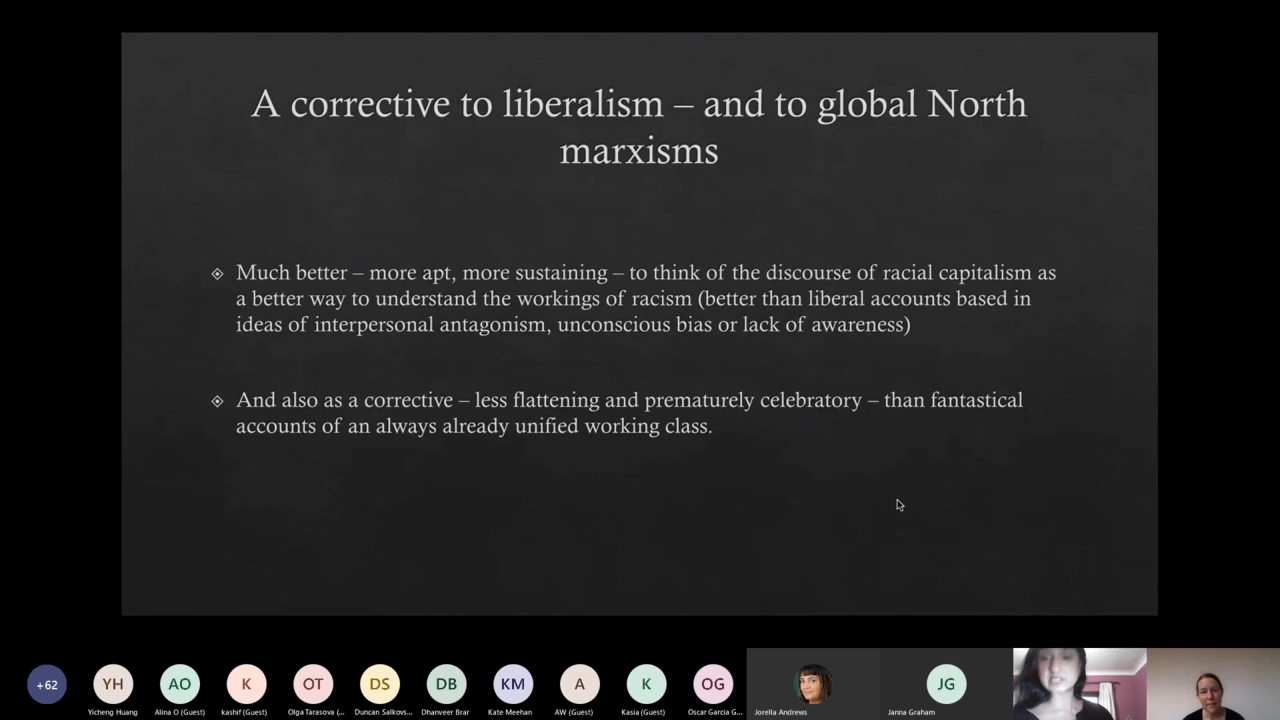 A corrective to liberalism – and to global North
marxisms
Much better – more apt, more sustaining – to think of the discourse of racial capitalism as
a better way to understand the workings of racism (better than liberal accounts based in
ideas of interpersonal antagonism, unconscious bias or lack of awareness)
And also as a corrective – less flattening and prematurely celebratory – than fantastical
accounts of an always already unified working class.
+62
YH
AO
K
OT
DS
DB
KM
A
K
OG
JG
Yicheng Huang
Alina O (Guest)
kashif (Guest)
Olga Tarasova (...
Duncan Salkovs...
Dhanveer Brar
Kate Meehan
AW (Guest)
Kasia (Guest)
Oscar Garcia G...
Jorella Andrews
Janna Graham